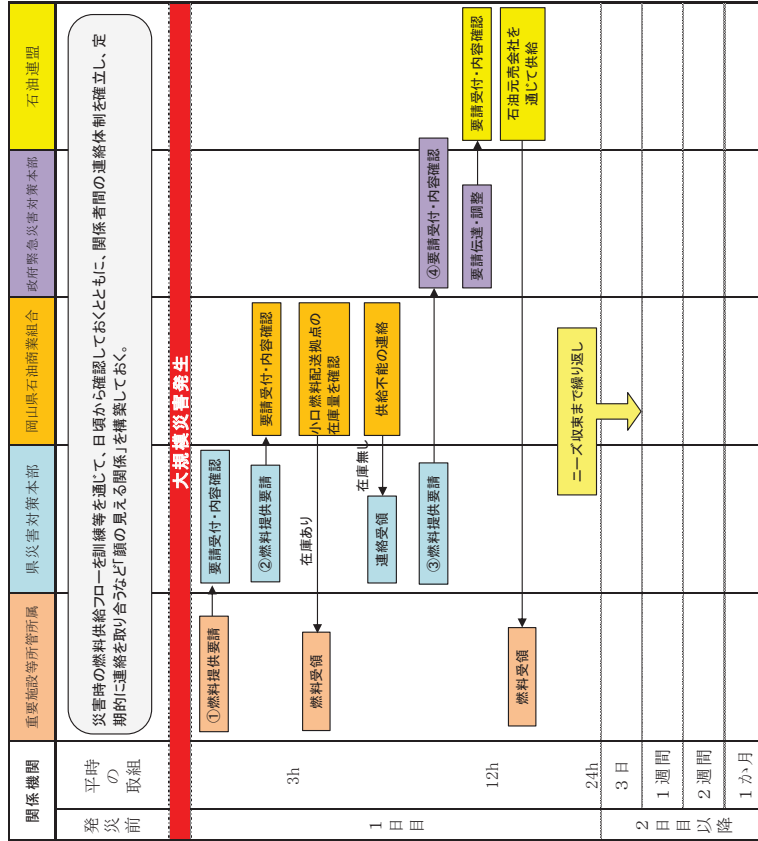 関係機関
重要施設等所管所属
県災害対策本部
岡山県石油商業組合
政府緊急災害対策本部
石油連盟
発災前
平時の取組
災害時の燃料供給フローを訓練等を通じて、日頃から確認しておくとともに、関係者間の連絡体制を確立し、定
期的に連絡を取り合うなど「顔の見える関係」を構築しておく。
大規模災害発生
1日目
3h
12h
24h
①燃料提供要請
要請受付・内容確認
②燃料提供要請
要請受付・内容確認
小口燃料配送拠点の
在庫量を確認
在庫あり
燃料受領
在庫無し
供給不能の連絡
連絡受領
③燃料提供要請
④要請受付・内容確認
要請伝達・調整
要請受付・内容確認
石油元売会社を
通じて供給
燃料受領
ニーズ収束まで繰り返し
2日目以降
3日
1週間
2週間
1か月